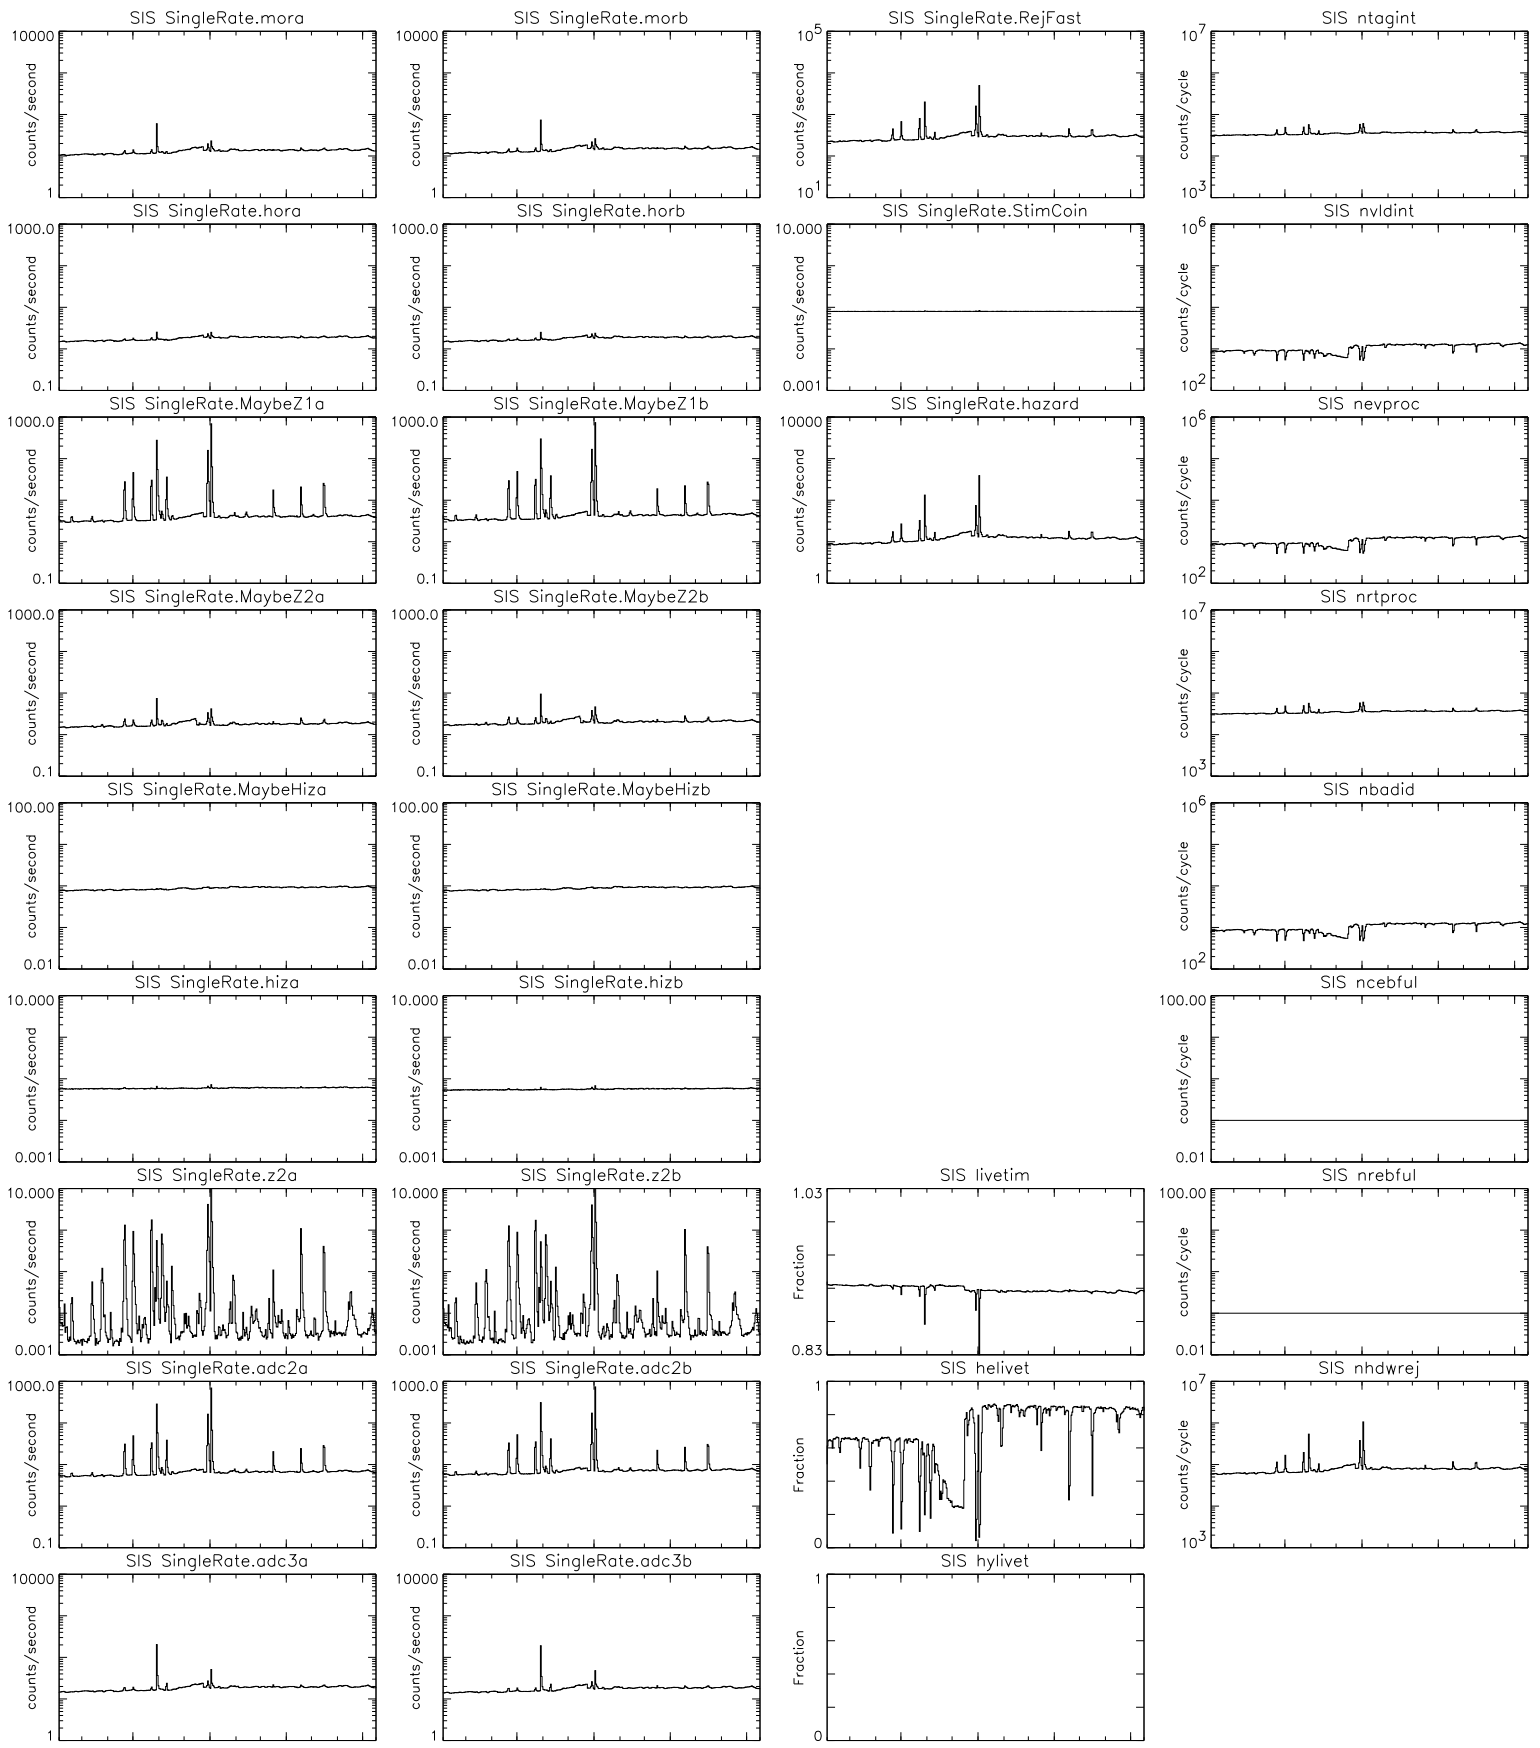 SIS SingleRate.mora
SIS SingleRate.morb
SIS SingleRate.RejFast
SIS ntagint
10000
counts/second
1
10000
counts/second
1
10^5
counts/second
10^1
10^7
counts/cycle
10^3
SIS SingleRate.hora
SIS SingleRate.horb
SIS SingleRate.StimCoin
SIS nvldint
1000.0
counts/second
0.1
1000.0
counts/second
0.1
10.000
counts/second
0.001
10^6
counts/cycle
10^2
SIS SingleRate.MaybeZ1a
SIS SingleRate.MaybeZ1b
SIS SingleRate.hazard
SIS nevproc
1000.0
counts/second
0.1
1000.0
counts/second
0.1
10000
counts/second
1
10^6
counts/cycle
10^2
SIS SingleRate.MaybeZ2a
SIS SingleRate.MaybeZ2b
SIS nrtproc
1000.0
counts/second
0.1
1000.0
counts/second
0.1
10^7
counts/cycle
10^3
SIS SingleRate.MaybeHiza
SIS SingleRate.MaybeHizb
SIS nbadid
100.00
counts/second
0.01
100.00
counts/second
0.01
10^6
counts/cycle
10^2
SIS SingleRate.hiza
SIS SingleRate.hizb
SIS ncebful
10.000
counts/second
0.001
10.000
counts/second
0.001
100.00
counts/cycle
0.01
SIS SingleRate.z2a
SIS SingleRate.z2b
SIS livetim
SIS nrebful
10.000
counts/second
0.001
10.000
counts/second
0.001
1.03
Fraction
0.83
100.00
counts/cycle
0.01
SIS SingleRate.adc2a
SIS SingleRate.adc2b
SIS helivet
SIS nhdwrej
1000.0
counts/second
0.1
1000.0
counts/second
0.1
1
Fraction
0
10^7
counts/cycle
10^3
SIS SingleRate.adc3a
SIS SingleRate.adc3b
SIS hylivet
10000
counts/second
1
10000
counts/second
1
1
Fraction
0